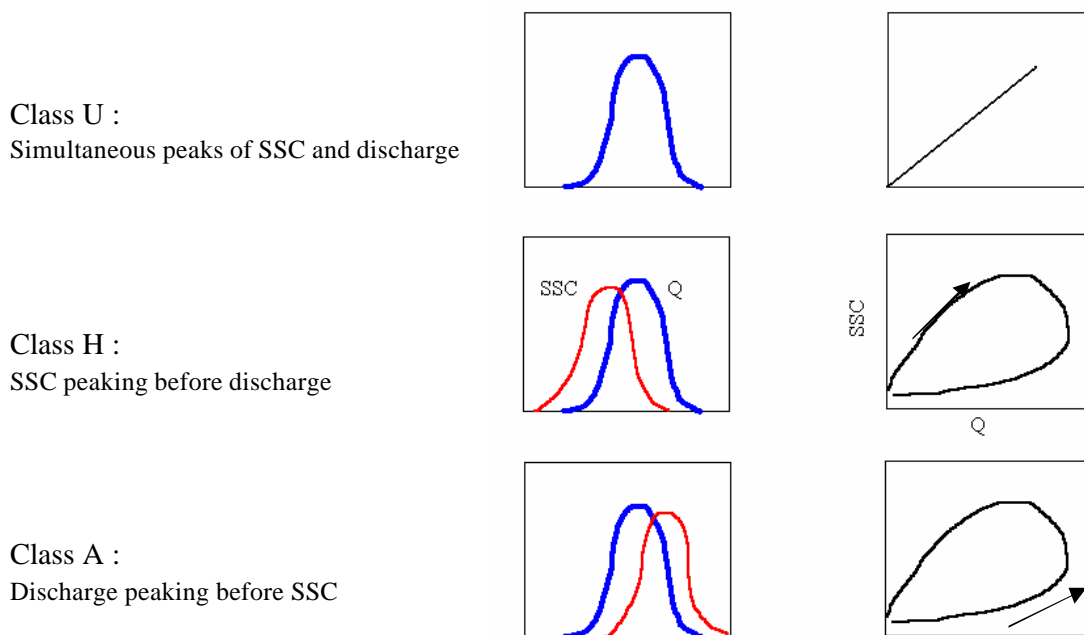 Class U :
Simultaneous peaks of SSC and discharge
SSC
Q
Class H :
SSC peaking before discharge
SSC
Q
Class A :
Discharge peaking before SSC